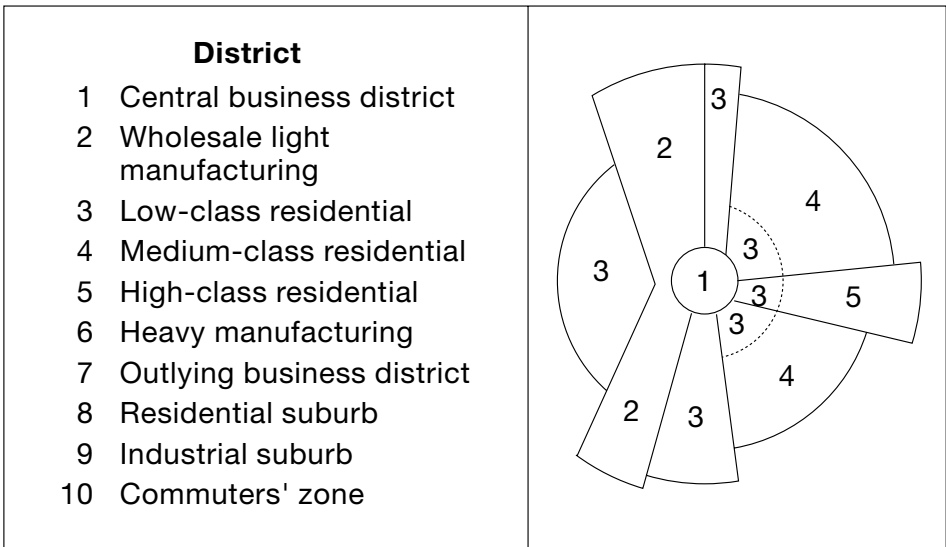 District
1 Central business district
2 Wholesale light
manufacturing
3 Low-class residential
4 Medium-class residential
5 High-class residential
6 Heavy manufacturing
7 Outlying business district
8 Residential suburb
9 Industrial suburb
10 Commuters' zone
3
2
4
3
3
1
3
5
3
4
2
3